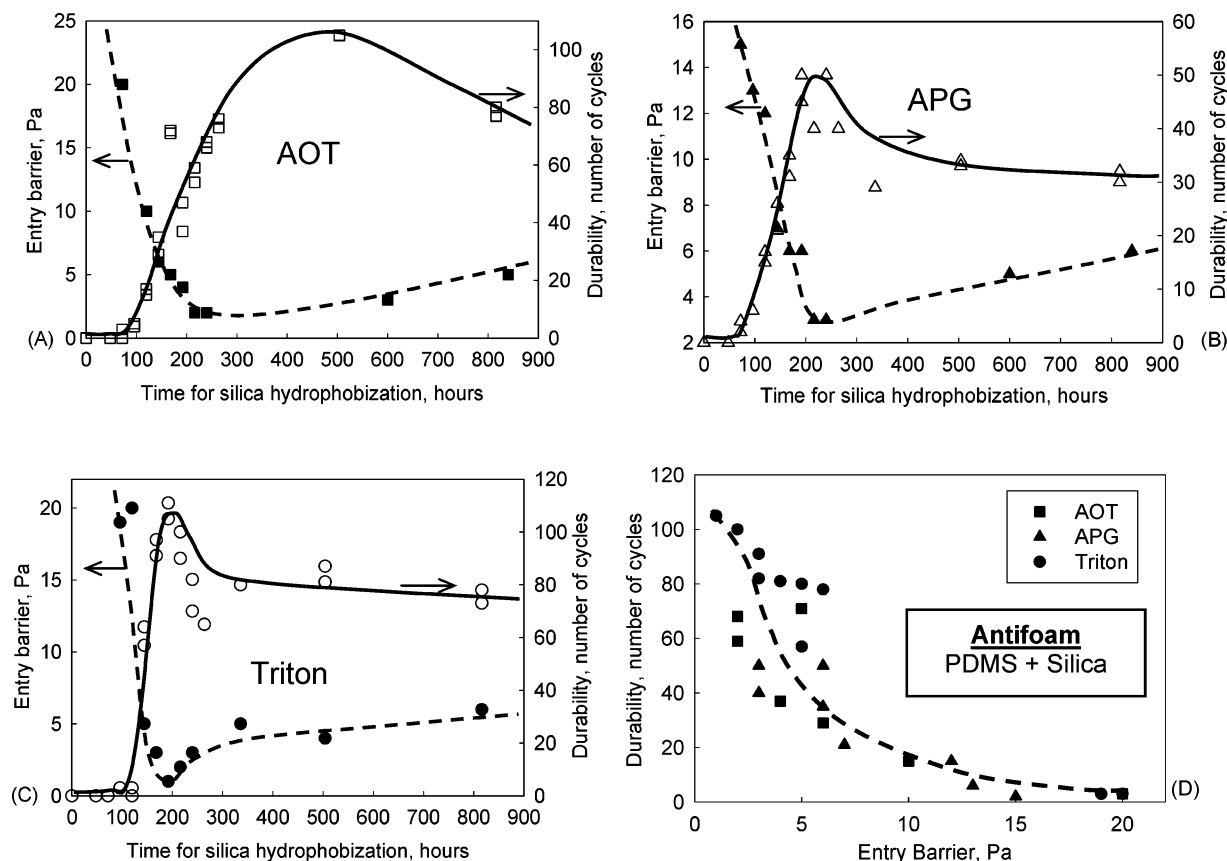 25
20
15
10
5
0
Entry barrier, Pa
AOT
100
80
60
40
20
0
Durability, number of cycles
(A)
0 100 200 300 400 500 600 700 800 900
Time for silica hydrophobization, hours
16
14
12
10
8
6
4
2
Entry barrier, Pa
APG
60
50
40
30
20
10
0
Durability, number of cycles
(B)
0 100 200 300 400 500 600 700 800 900
Time for silica hydrophobization, hours
20
15
10
5
0
Entry barrier, Pa
Triton
120
100
80
60
40
20
0
Durability, number of cycles
(C)
0 100 200 300 400 500 600 700 800 900
Time for silica hydrophobization, hours
120
100
80
60
40
20
0
Durability, number of cycles
AOT
APG
Triton
Antifoam
PDMS + Silica
(D)
0 5 10 15 20
Entry Barrier, Pa